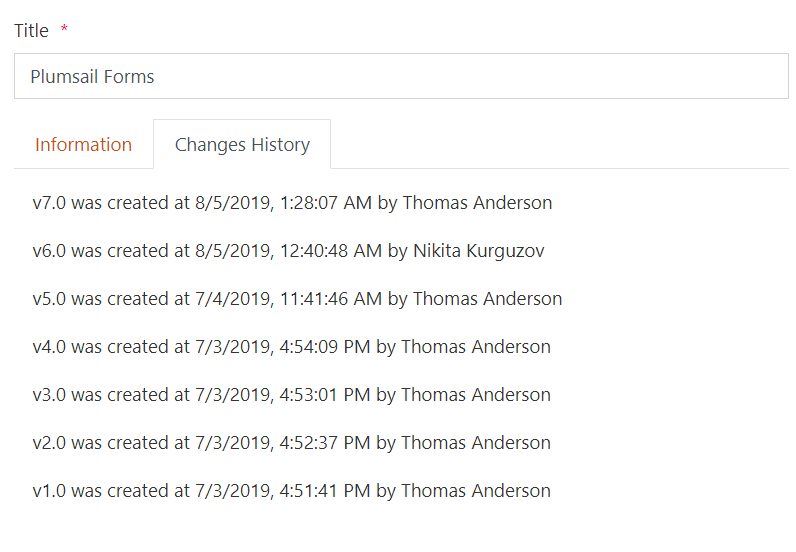 Title *
Plumsail Forms
Information Changes History
v7.0 was created at 8/5/2019, 1:28:07 AM by Thomas Anderson
v6.0 was created at 8/5/2019, 12:40:48 AM by Nikita Kurguzov
v5.0 was created at 7/4/2019, 11:41:46 AM by Thomas Anderson
v4.0 was created at 7/3/2019, 4:54:09 PM by Thomas Anderson
v3.0 was created at 7/3/2019, 4:53:01 PM by Thomas Anderson
v2.0 was created at 7/3/2019, 4:52:37 PM by Thomas Anderson
v1.0 was created at 7/3/2019, 4:51:41 PM by Thomas Anderson